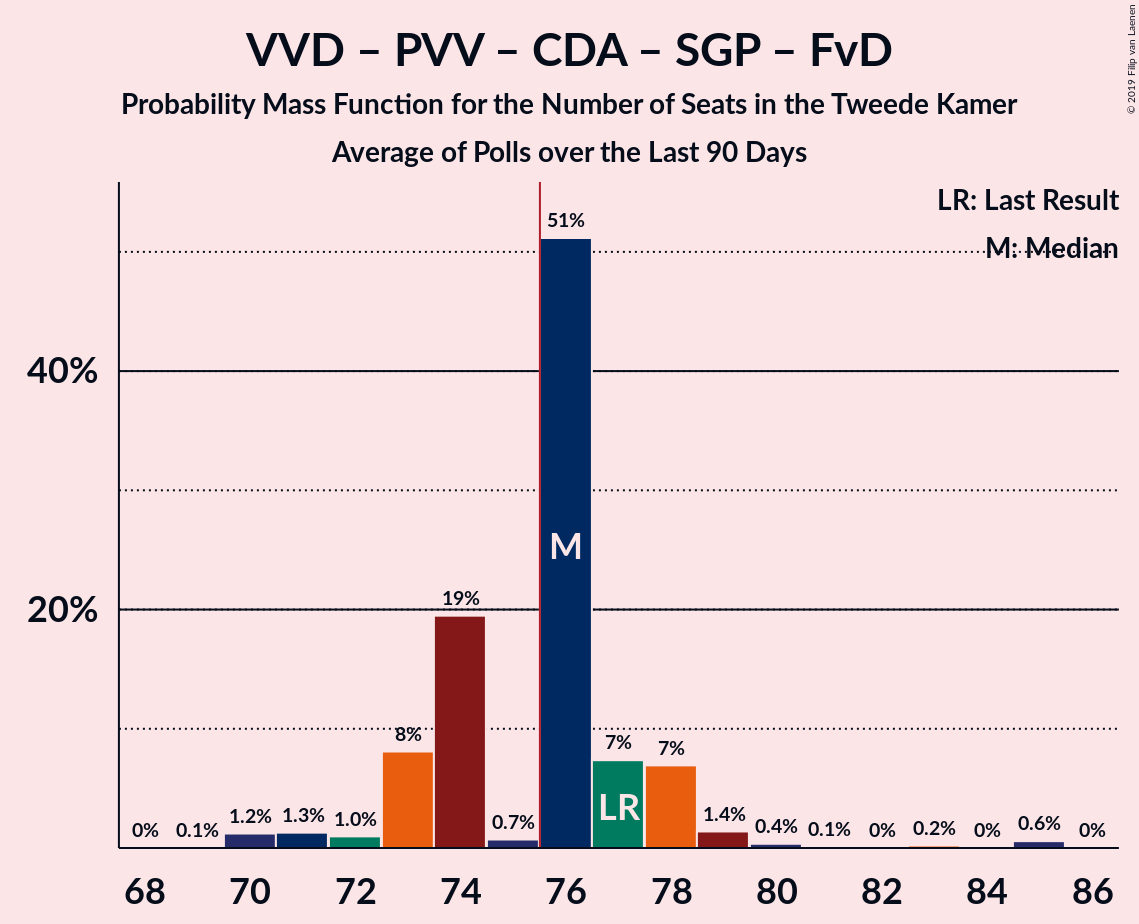 VVD – PVV – CDA – SGP – FvD
Probability Mass Function for the Number of Seats in the Tweede Kamer
Average of Polls over the Last 90 Days
© 2019 Filip van Laenen
LR: Last Result
M: Median
40%
20%
0%
0.1%
1.2%
1.3%
1.0%
8%
19%
0.7%
51%
7%
7%
1.4%
0.4%
0.1%
0%
0.2%
0%
0.6%
0%
M
LR
68 70 72 74 76 78 80 82 84 86